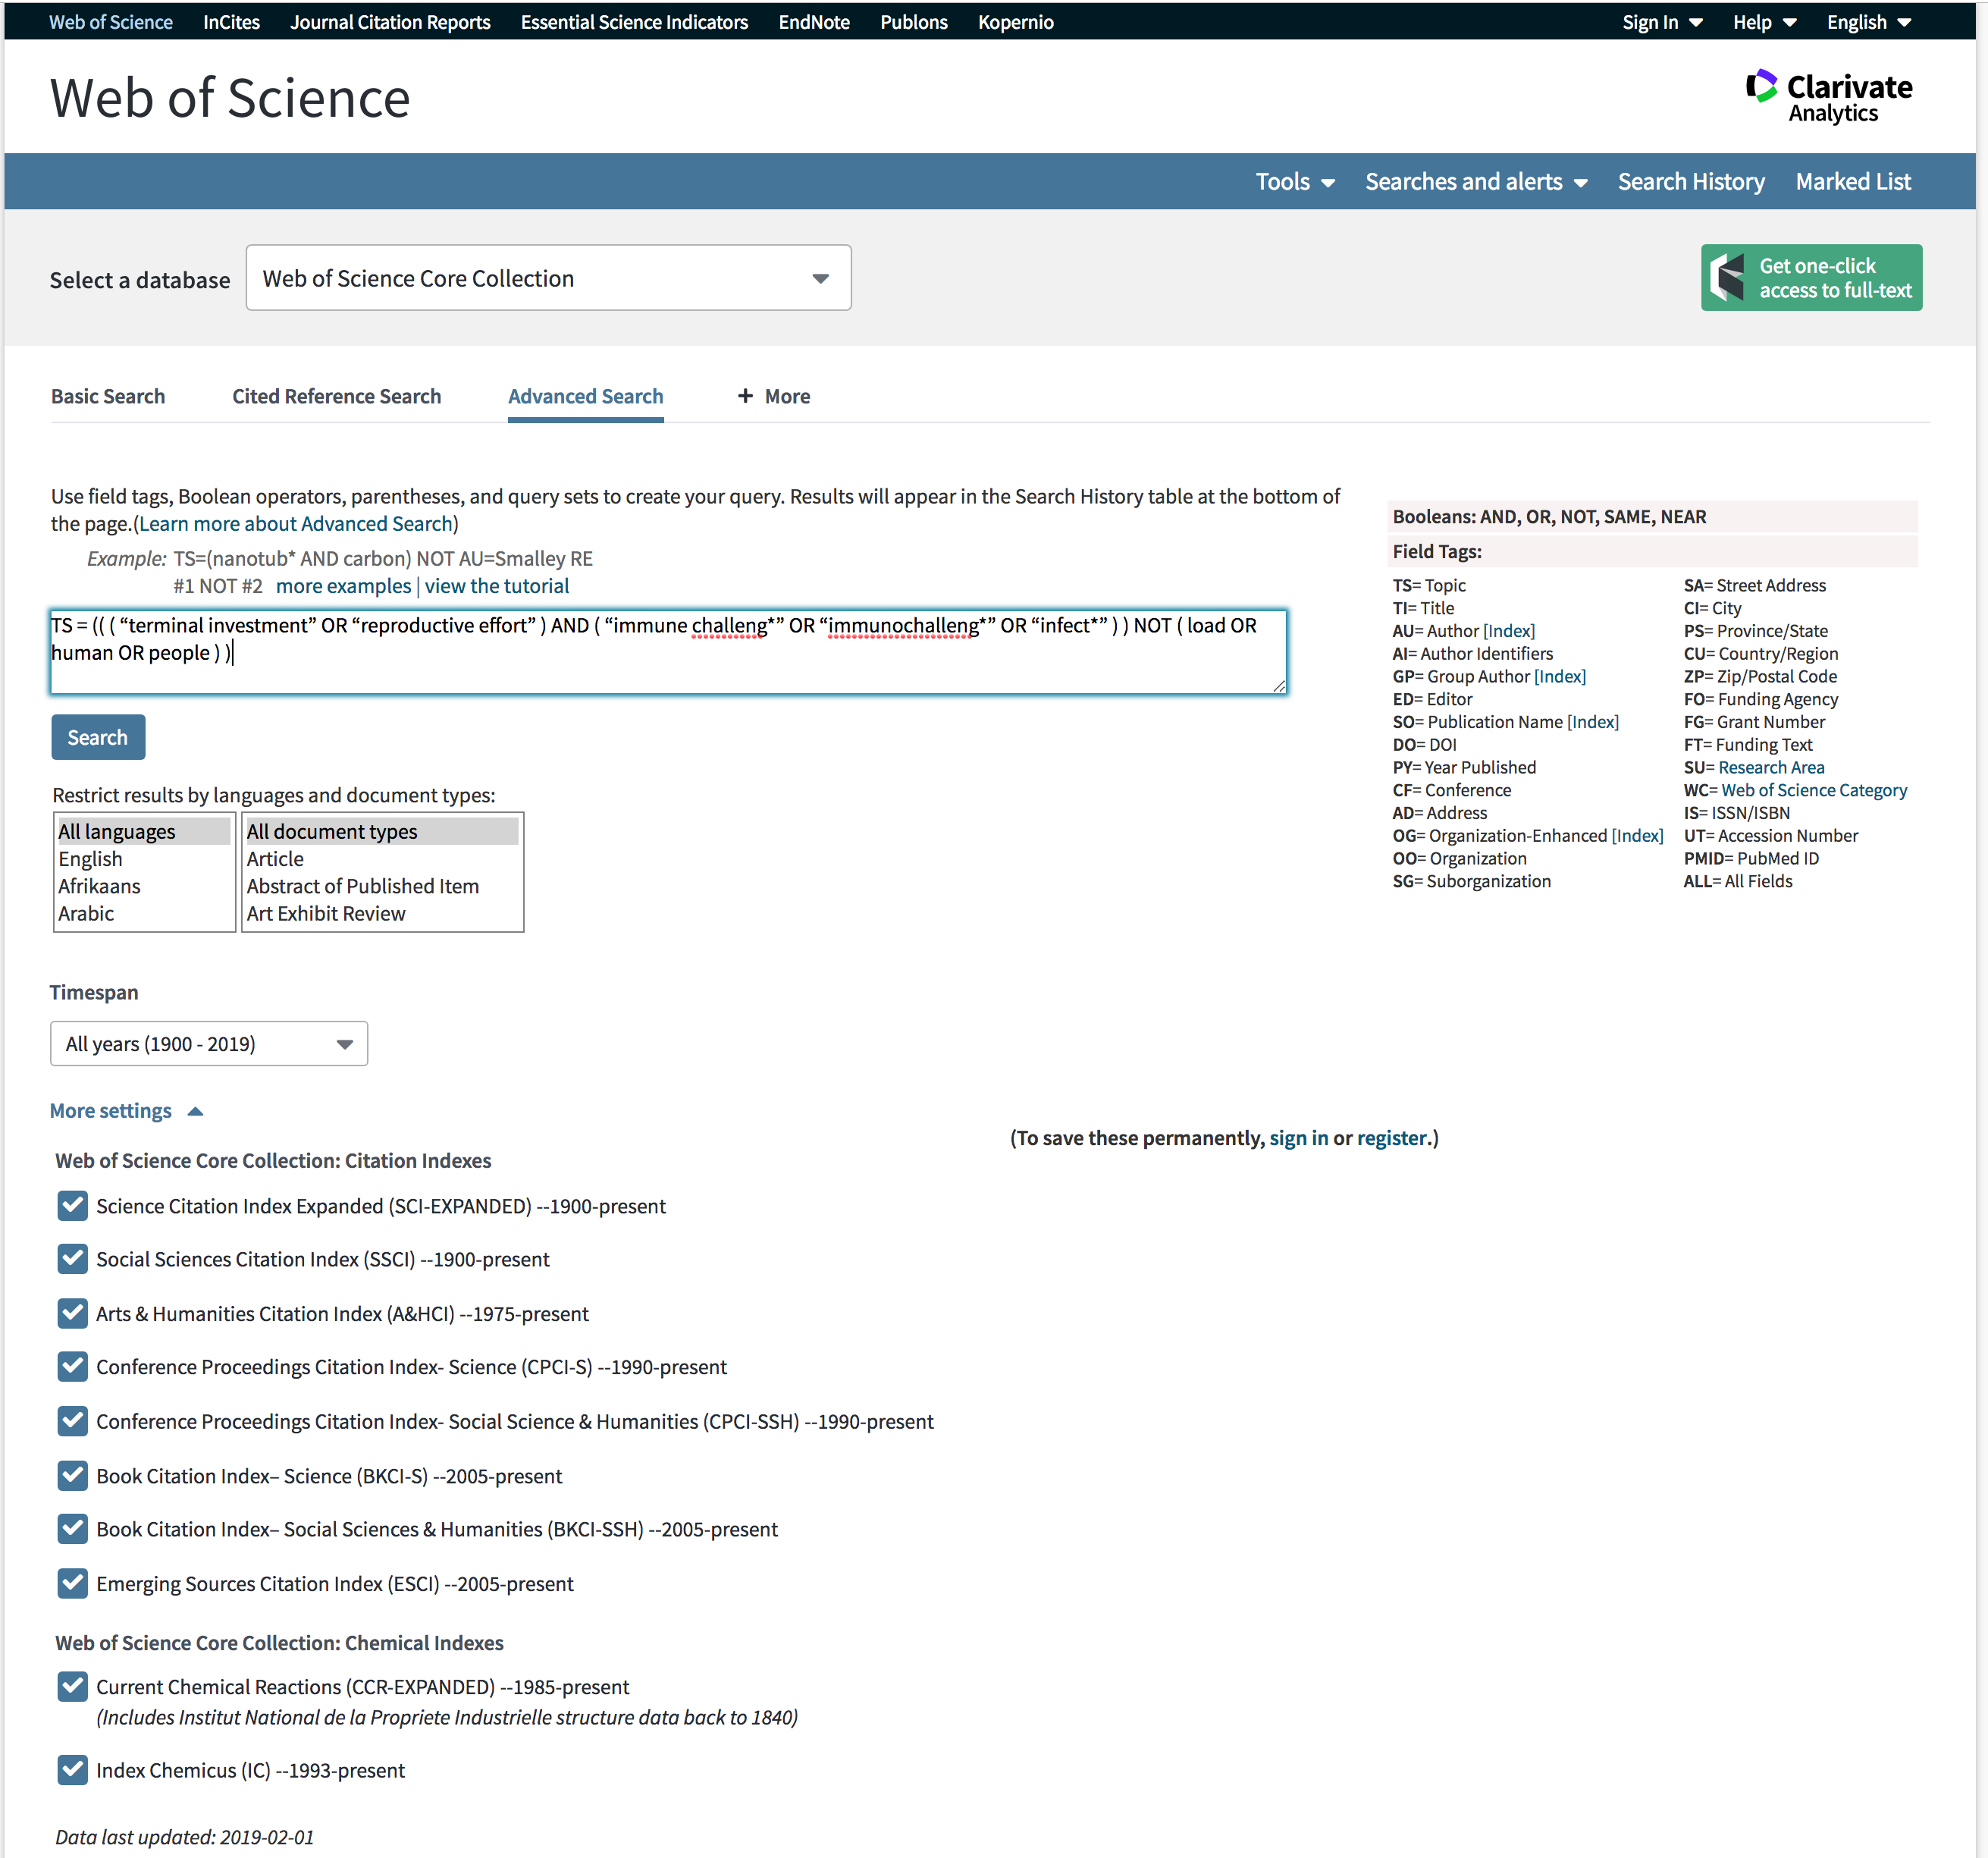 Web of Science InCites Journal Citation Reports Essential Science Indicators EndNote Publons Kopernio Sign In Help English
Web of Science
Clarivate
Analytics
Tools Searches and alerts Search History Marked List
Select a database Web of Science Core Collection
Get one-click
access to full-text
Basic Search Cited Reference Search Advanced Search + More
Use field tags, Boolean operators, parentheses, and query sets to create your query. Results will appear in the Search History table at the bottom of
the page.(Learn more about Advanced Search)
Example: TS=(nanotub* AND carbon) NOT AU=Smalley RE
#1 NOT #2 more examples | view the tutorial
TS = (( ( “terminal investment” OR “reproductive effort” ) AND ( “immune challeng*” OR “immunochalleng*” OR “infect*” ) ) NOT ( load OR
human OR people ) )
Search
Restrict results by languages and document types:
All languages
English
Afrikaans
Arabic
All document types
Article
Abstract of Published Item
Art Exhibit Review
Booleans: AND, OR, NOT, SAME, NEAR
Field Tags:
TS= Topic
TI= Title
AU= Author [Index]
AI= Author Identifiers
GP= Group Author [Index]
ED= Editor
SO= Publication Name [Index]
DO= DOI
PY= Year Published
CF= Conference
AD= Address
OG= Organization-Enhanced [Index]
OO= Organization
SG= Suborganization
SA= Street Address
CI= City
PS= Province/State
CU= Country/Region
ZP= Zip/Postal Code
FO= Funding Agency
FG= Grant Number
FT= Funding Text
SU= Research Area
WC= Web of Science Category
IS= ISSN/ISBN
UT= Accession Number
PMID= PubMed ID
ALL= All Fields
Timespan
All years (1900 - 2019)
More settings
(To save these permanently, sign in or register.)
Web of Science Core Collection: Citation Indexes
Science Citation Index Expanded (SCI-EXPANDED) --1900-present
Social Sciences Citation Index (SSCI) --1900-present
Arts & Humanities Citation Index (A&HCI) --1975-present
Conference Proceedings Citation Index- Science (CPCI-S) --1990-present
Conference Proceedings Citation Index- Social Science & Humanities (CPCI-SSH) --1990-present
Book Citation Index– Science (BKCI-S) --2005-present
Book Citation Index– Social Sciences & Humanities (BKCI-SSH) --2005-present
Emerging Sources Citation Index (ESCI) --2005-present
Web of Science Core Collection: Chemical Indexes
Current Chemical Reactions (CCR-EXPANDED) --1985-present
(Includes Institut National de la Propriete Industrielle structure data back to 1840)
Index Chemicus (IC) --1993-present
Data last updated: 2019-02-01